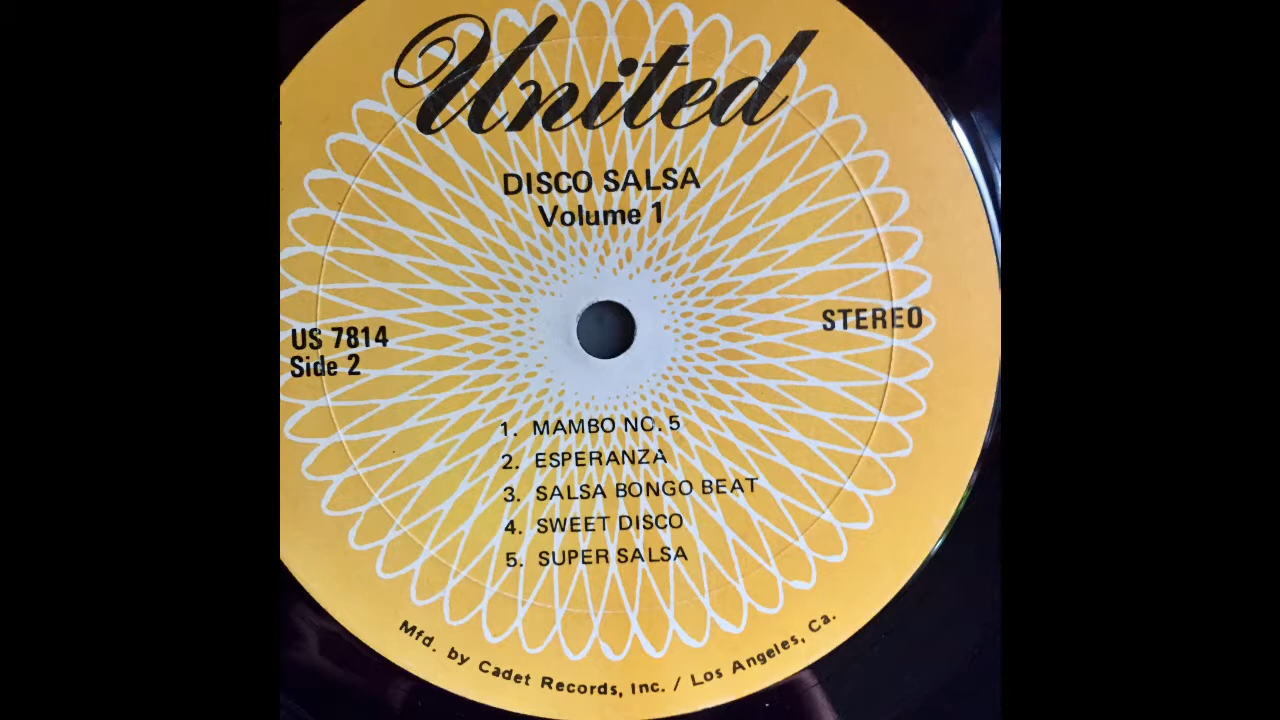 United
DISCO SALSA
Volume 1
US 7814
Side 2
STEREO
1. MAMBO NO. 5
2. ESPERANZA
3. SALSA BONGO BEAT
4. SWEET DISCO
5. SUPER SALSA
Mfd. by Cadet Records, Inc. / Los Angeles, Ca.